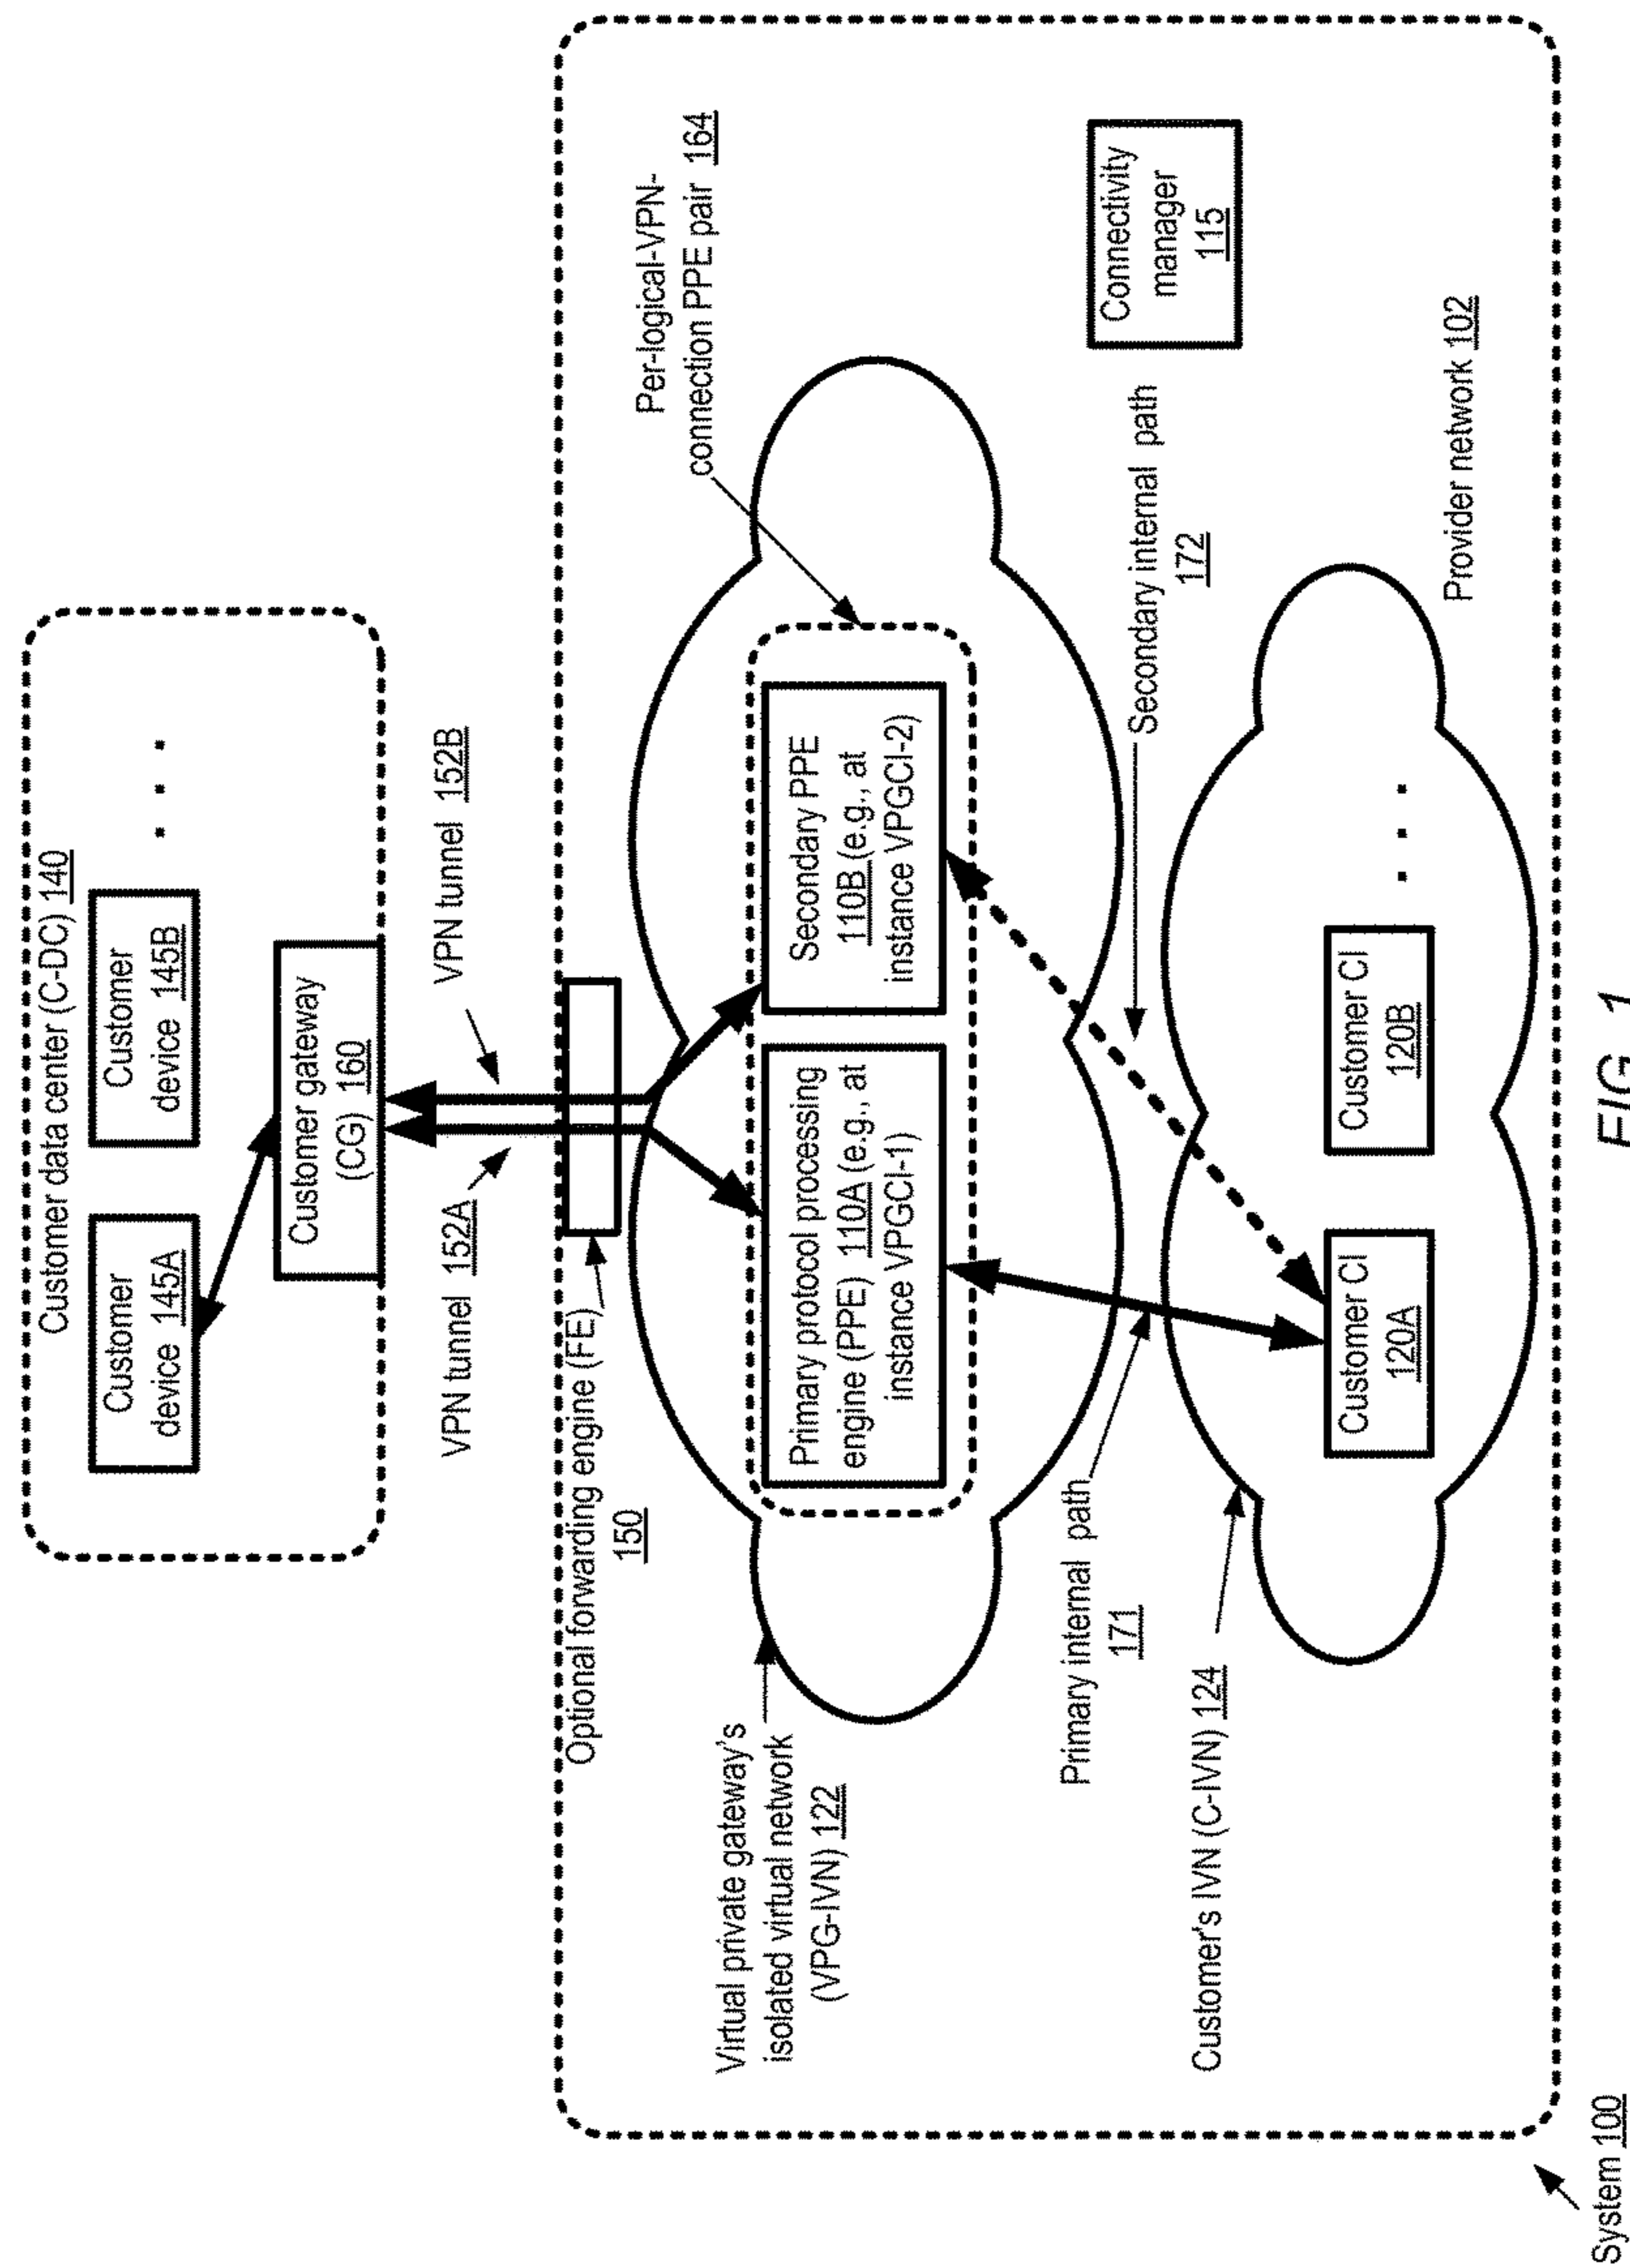 Customer data center (C-DC) 140
Customer
device 145A
Customer
device 145B
. . .
Customer gateway
(CG) 160
VPN tunnel 152A
VPN tunnel 152B
Optional forwarding engine (FE)
150
Per-logical-VPN-
connection PPE pair 164
Virtual private gateway's
isolated virtual network
(VPG-IVN) 122
Primary protocol processing
engine (PPE) 110A (e.g., at
instance VPGCI-1)
Secondary PPE
110B (e.g., at
instance VPGCI-2)
Connectivity
manager
115
Primary internal path
171
Secondary internal path
172
Customer's IVN (C-IVN) 124
Customer CI
120A
Customer CI
120B
. . .
Provider network 102
System 100
FIG. 1